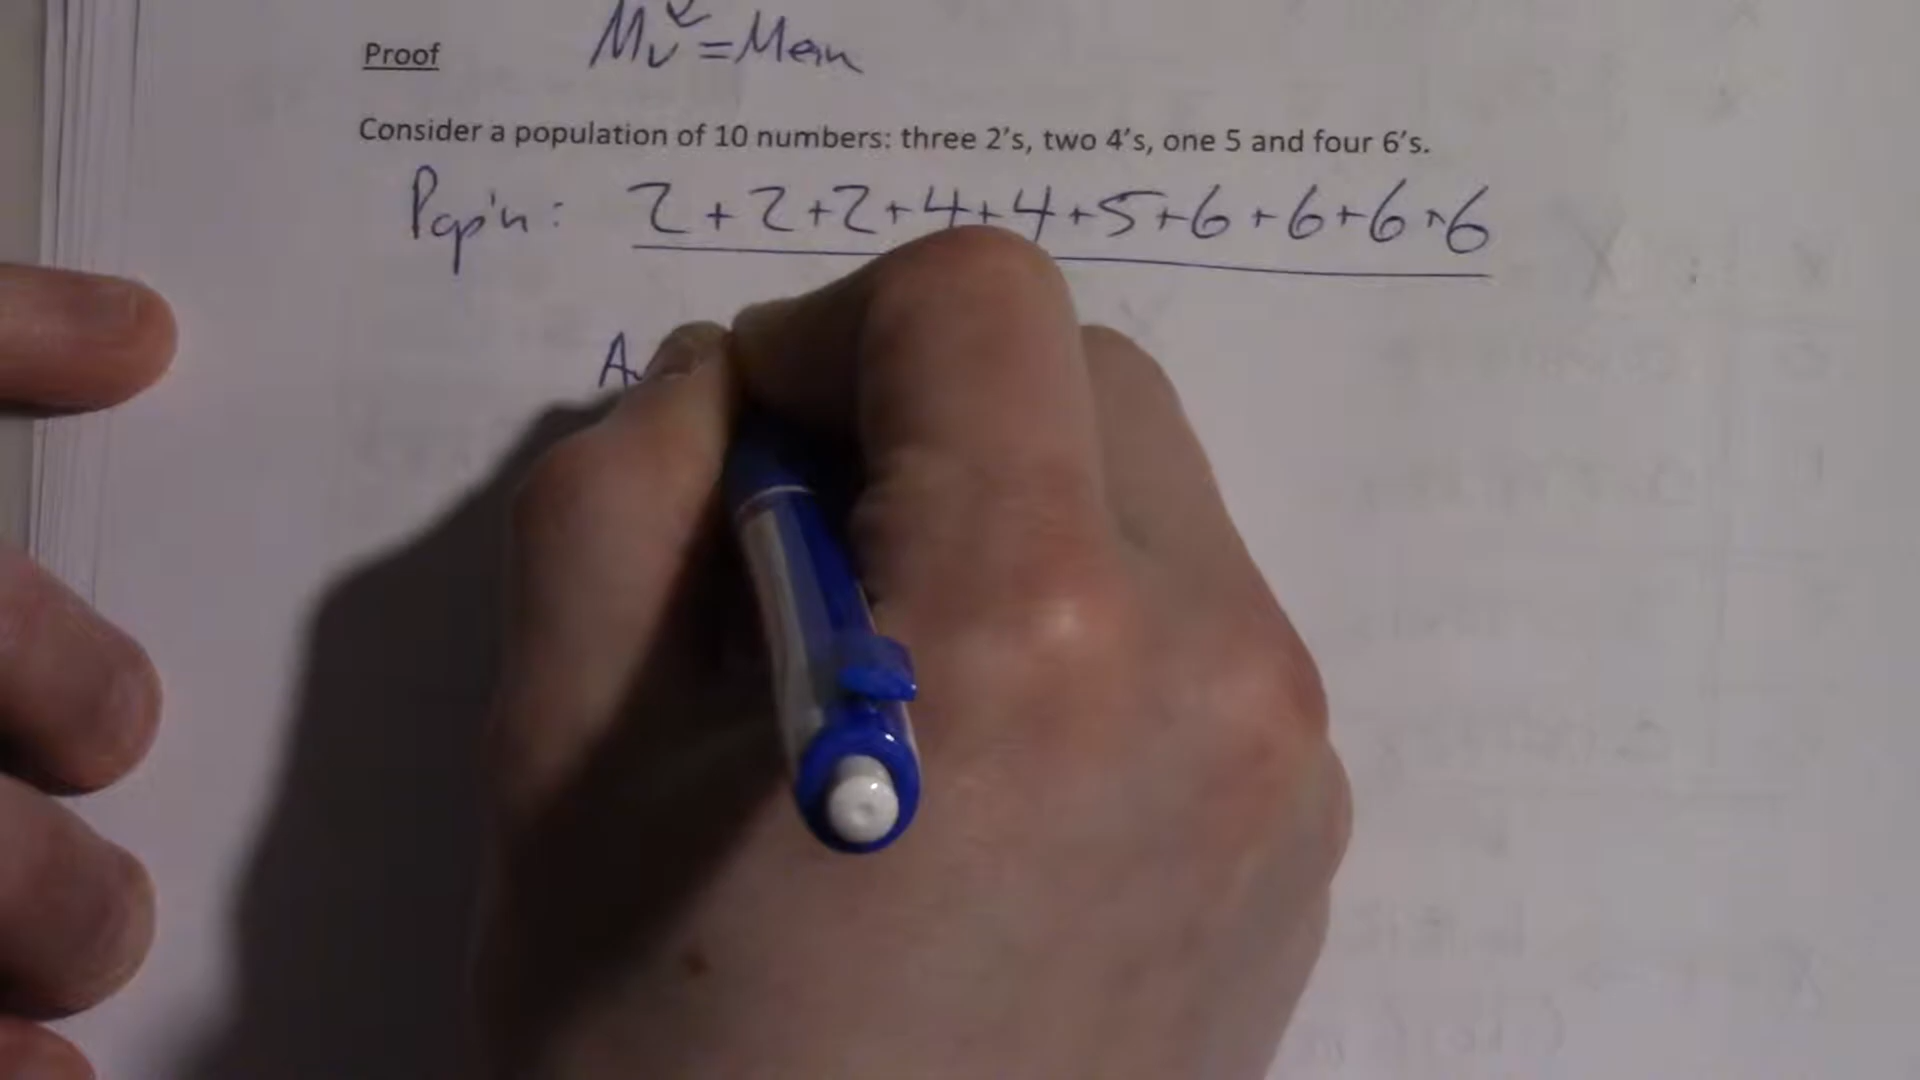 Mv = Mean
Proof
Consider a population of 10 numbers: three 2's, two 4's, one 5 and four 6's.
Pop'n: 2+2+2+4+4+5+6+6+6+6